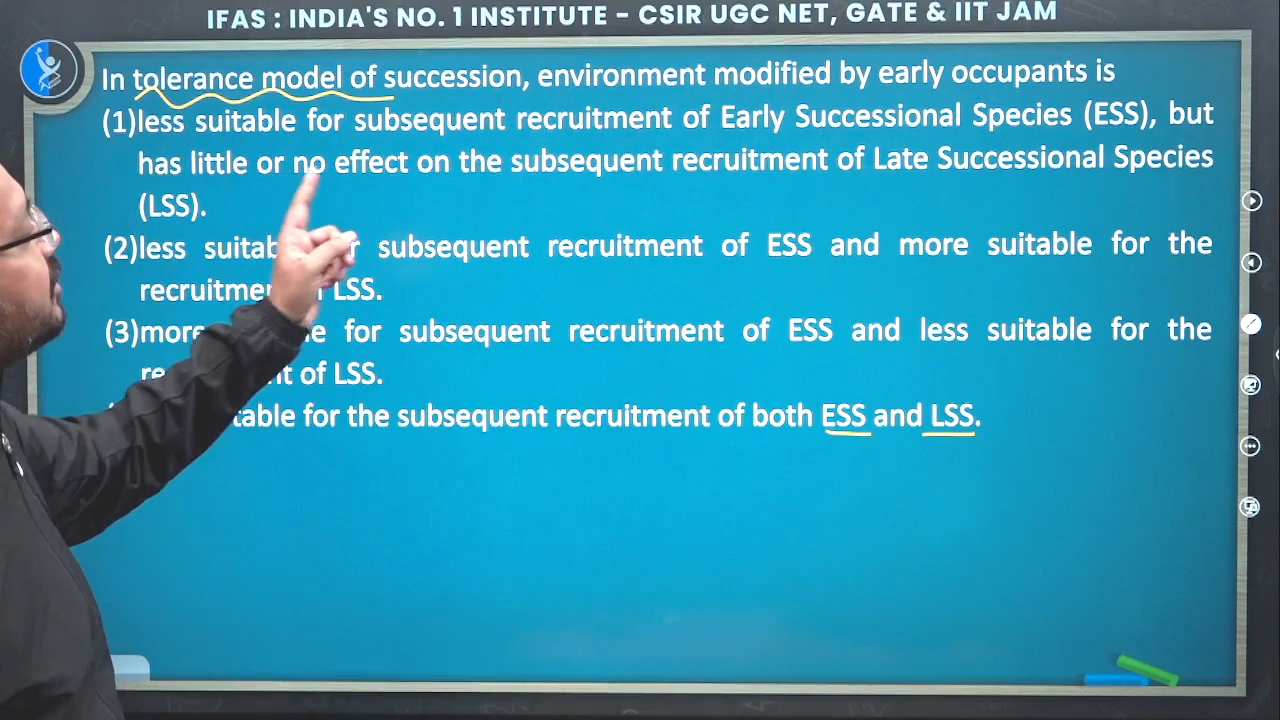 IFAS : INDIA'S NO. 1 INSTITUTE – CSIR UGC NET, GATE & IIT JAM
In tolerance model of succession, environment modified by early occupants is
(1)less suitable for subsequent recruitment of Early Successional Species (ESS), but
has little or no effect on the subsequent recruitment of Late Successional Species
(LSS).
(2)less subsequent recruitment of ESS and more suitable for the
LSS.
(3)more for subsequent recruitment of ESS and less suitable for the
of LSS.
for the subsequent recruitment of both ESS and LSS.